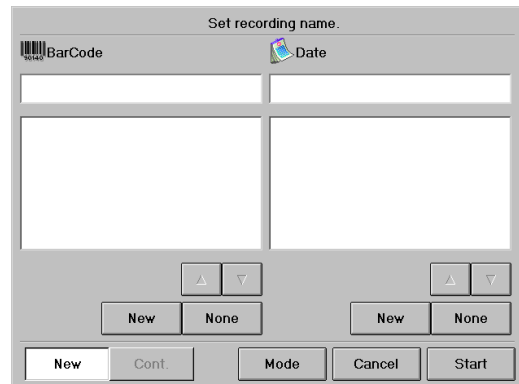 Set recording name.
BarCode
Date
New None
New None
New Cont. Mode Cancel Start